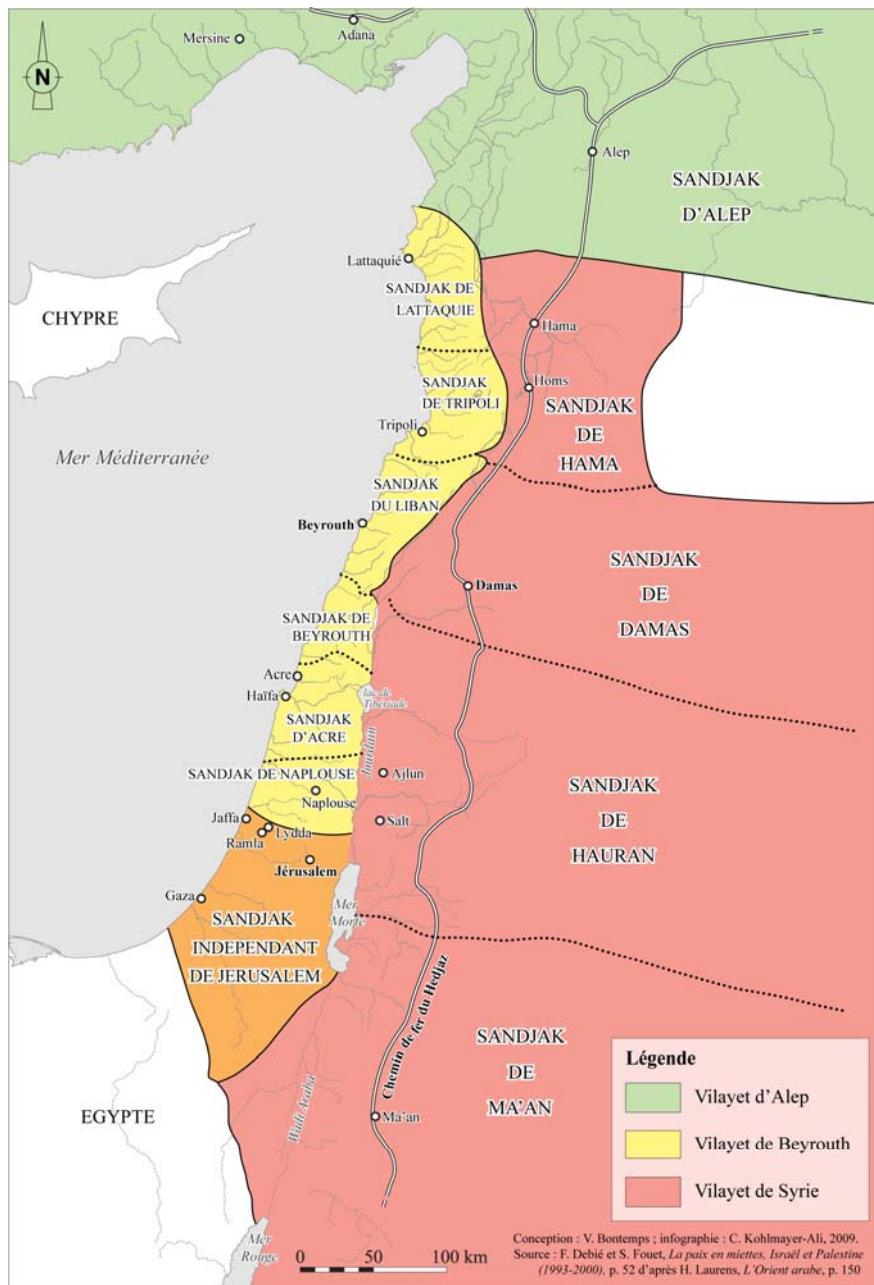 Mersine
Adana
N
Alep
SANDJAK
D'ALEP
Lattaquié
SANDJAK DE
LATTAQUIE
CHYPRE
Hama
Homs
SANDJAK
DE TRIPOLI
Tripoli
SANDJAK
DE
HAMA
Mer Méditerranée
SANDJAK
DU LIBAN
Beyrouth
SANDJAK
DE
DAMAS
Damas
SANDJAK DE
BEYROUTH
Acre
Haïfa
lac de
Tibériade
SANDJAK
D'ACRE
Jourdain
SANDJAK DE NAPLOUSE
Naplouse
Ajlun
SANDJAK
DE
HAURAN
Jaffa
Lydda
Ramla
Salt
Jérusalem
Gaza
Mer
Morte
SANDJAK
INDEPENDANT
DE JERUSALEM
Chemin de fer du Hedjaz
SANDJAK
DE
MA'AN
EGYPTE
Wadi Araba
Ma'an
Mer
Rouge
Légende
Vilayet d'Alep
Vilayet de Beyrouth
Vilayet de Syrie
0 50 100 km
Conception : V. Bontemps ; infographie : C. Kohlmayer-Ali, 2009.
Source : F. Debié et S. Fouet, La paix en miettes, Israël et Palestine
(1993-2000), p. 52 d'après H. Laurens, L'Orient arabe, p. 150